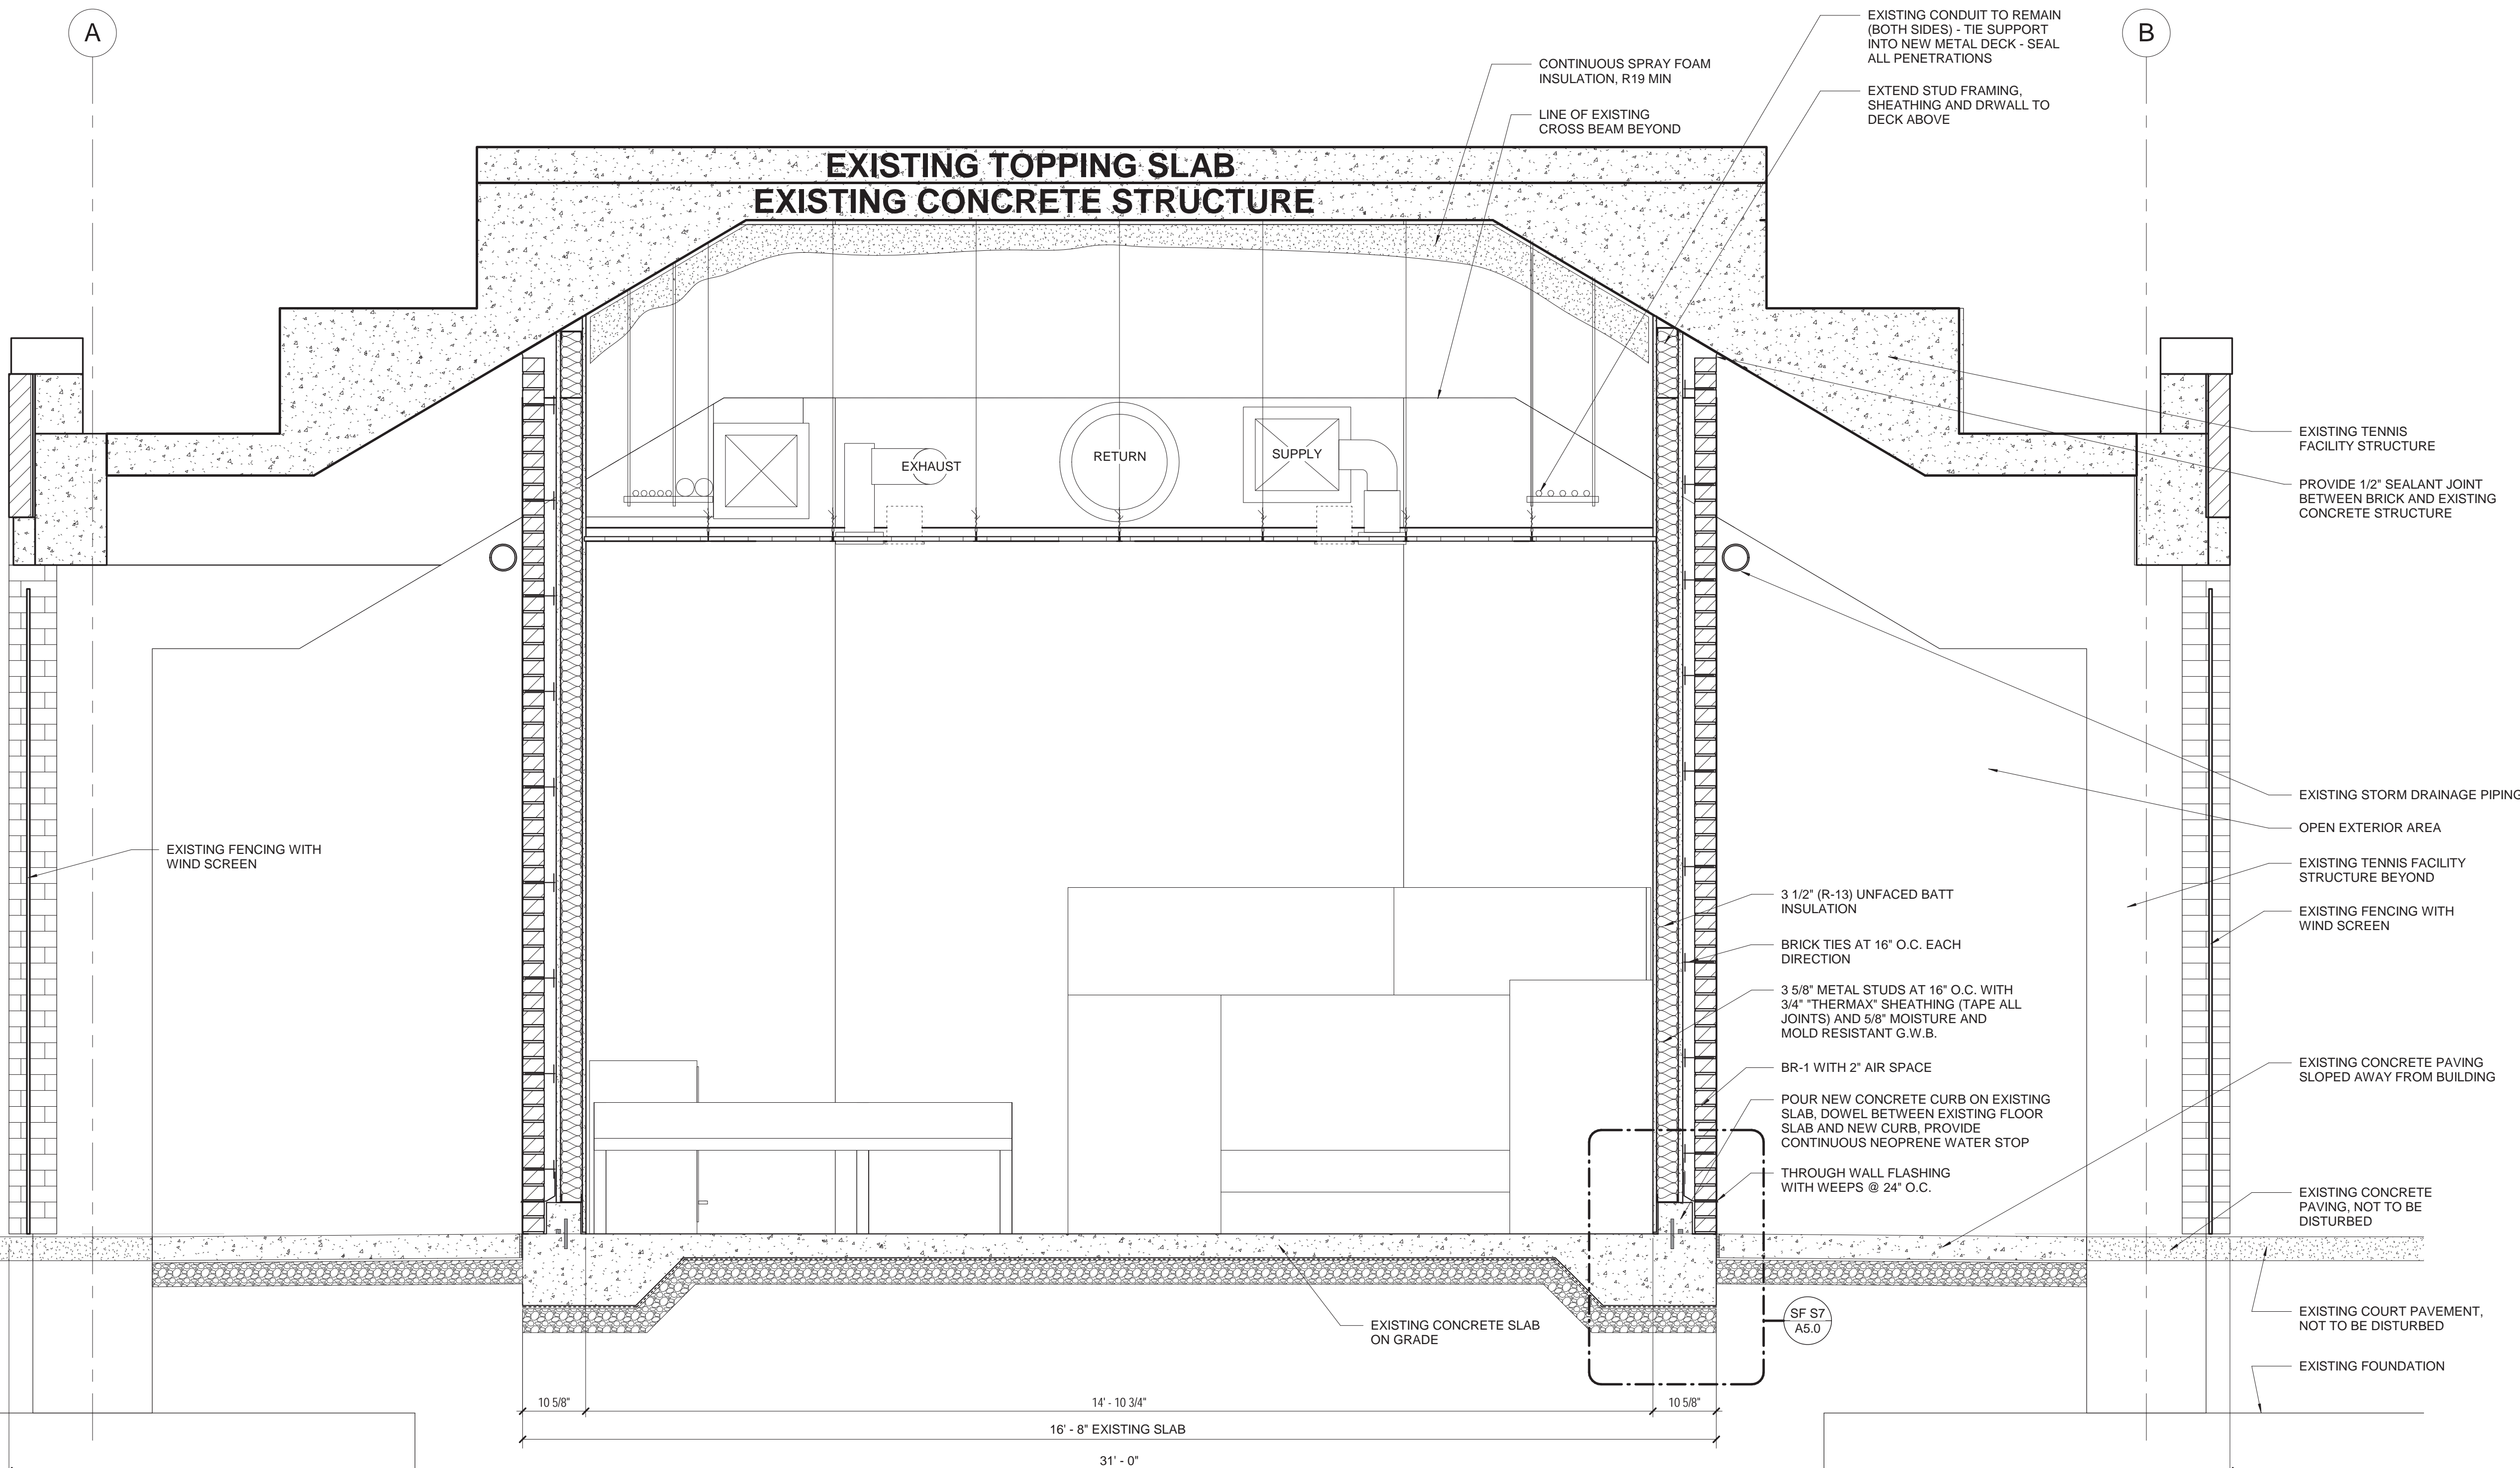 A
B
EXISTING CONDUIT TO REMAIN
(BOTH SIDES) - TIE SUPPORT
INTO NEW METAL DECK - SEAL
ALL PENETRATIONS
CONTINUOUS SPRAY FOAM
INSULATION, R19 MIN
EXTEND STUD FRAMING,
SHEATHING AND DRWALL TO
DECK ABOVE
LINE OF EXISTING
CROSS BEAM BEYOND
EXISTING TOPPING SLAB
EXISTING CONCRETE STRUCTURE
EXHAUST
RETURN
SUPPLY
EXISTING TENNIS
FACILITY STRUCTURE
PROVIDE 1/2" SEALANT JOINT
BETWEEN BRICK AND EXISTING
CONCRETE STRUCTURE
EXISTING STORM DRAINAGE PIPING
OPEN EXTERIOR AREA
EXISTING FENCING WITH
WIND SCREEN
EXISTING TENNIS FACILITY
STRUCTURE BEYOND
3 1/2" (R-13) UNFACED BATT
INSULATION
EXISTING FENCING WITH
WIND SCREEN
BRICK TIES AT 16" O.C. EACH
DIRECTION
3 5/8" METAL STUDS AT 16" O.C. WITH
3/4" "THERMAX" SHEATHING (TAPE ALL
JOINTS) AND 5/8" MOISTURE AND
MOLD RESISTANT G.W.B.
BR-1 WITH 2" AIR SPACE
EXISTING CONCRETE PAVING
SLOPED AWAY FROM BUILDING
POUR NEW CONCRETE CURB ON EXISTING
SLAB, DOWEL BETWEEN EXISTING FLOOR
SLAB AND NEW CURB, PROVIDE
CONTINUOUS NEOPRENE WATER STOP
THROUGH WALL FLASHING
WITH WEEPS @ 24" O.C.
EXISTING CONCRETE
PAVING, NOT TO BE
DISTURBED
EXISTING CONCRETE SLAB
ON GRADE
SF S7
A5.0
EXISTING COURT PAVEMENT,
NOT TO BE DISTURBED
EXISTING FOUNDATION
10 5/8"
14' - 10 3/4"
10 5/8"
16' - 8" EXISTING SLAB
31' - 0"